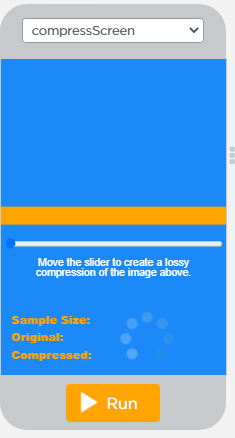 compressScreen
Move the slider to create a lossy
compression of the image above.
Sample Size:
Original:
Compressed:
Run